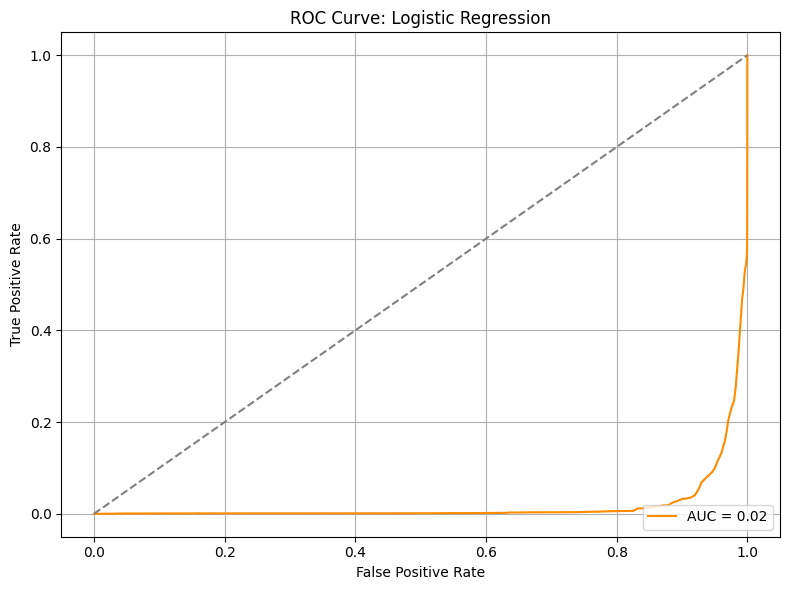 ROC Curve: Logistic Regression
True Positive Rate
1.0
0.8
0.6
0.4
0.2
0.0
AUC = 0.02
0.0 0.2 0.4 0.6 0.8 1.0
False Positive Rate